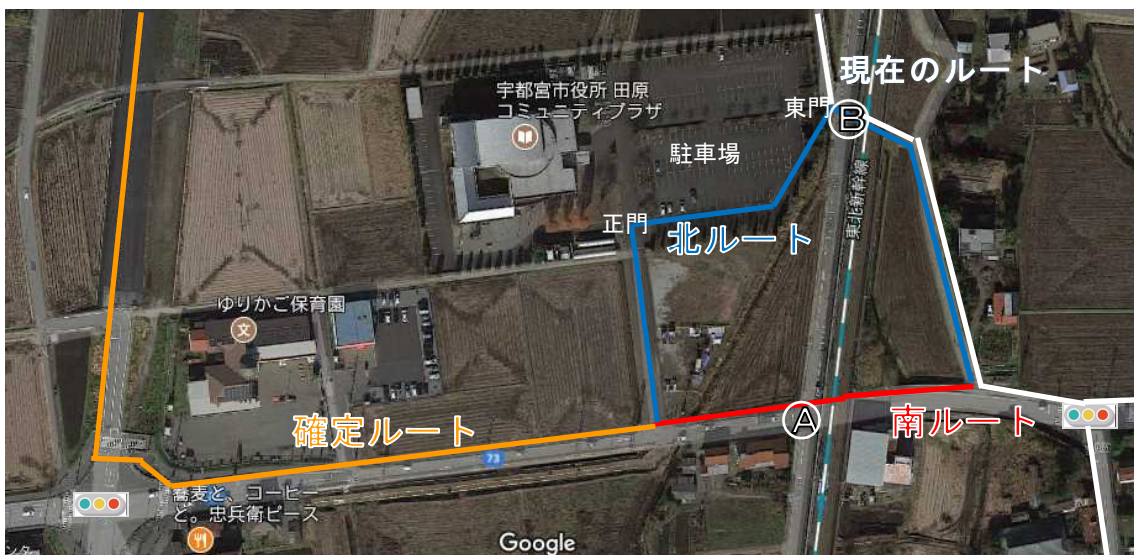 現在のルート
宇都宮市役所 田原
コミュニティプラザ
東門
B
駐車場
東北新幹線
正門
北ルート
ゆりかご保育園
文
確定ルート
A
南ルート
73
蕎麦と、コーヒー
と。忠兵衛ピース
Google